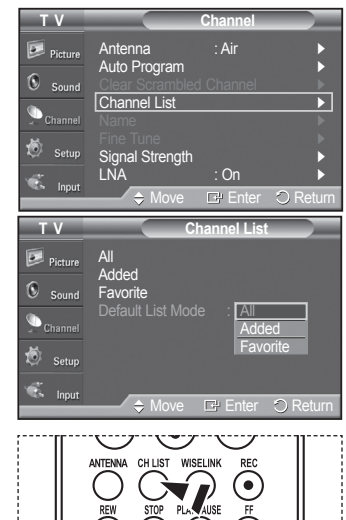 T V Channel
Picture Antenna : Air
Auto Program
Sound Clear Scrambled Channel
Channel List
Channel Name
Fine Tune
Setup Signal Strength
LNA : On
Input
Move Enter Return
T V Channel List
Picture All
Added
Sound Favorite
Default List Mode : All
Channel Added
Favorite
Setup
Input
Move Enter Return
ANTENNA CH LIST WISELINK REC
REW STOP FF